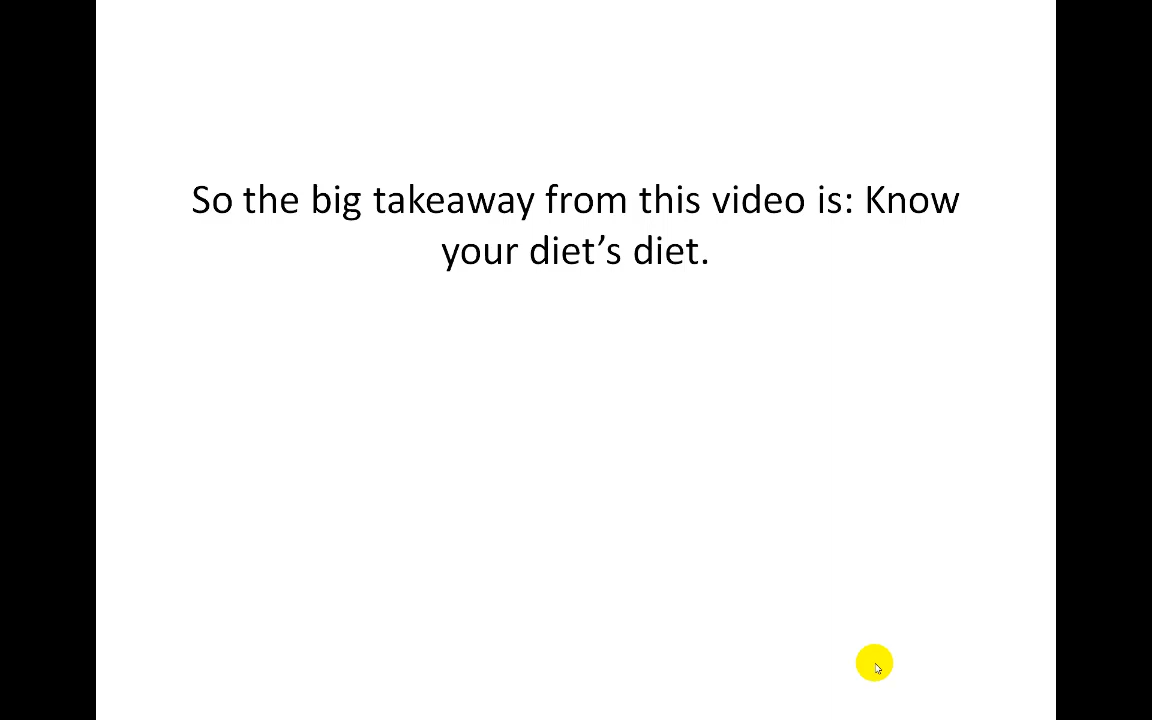 So the big takeaway from this video is: Know
your diet’s diet.